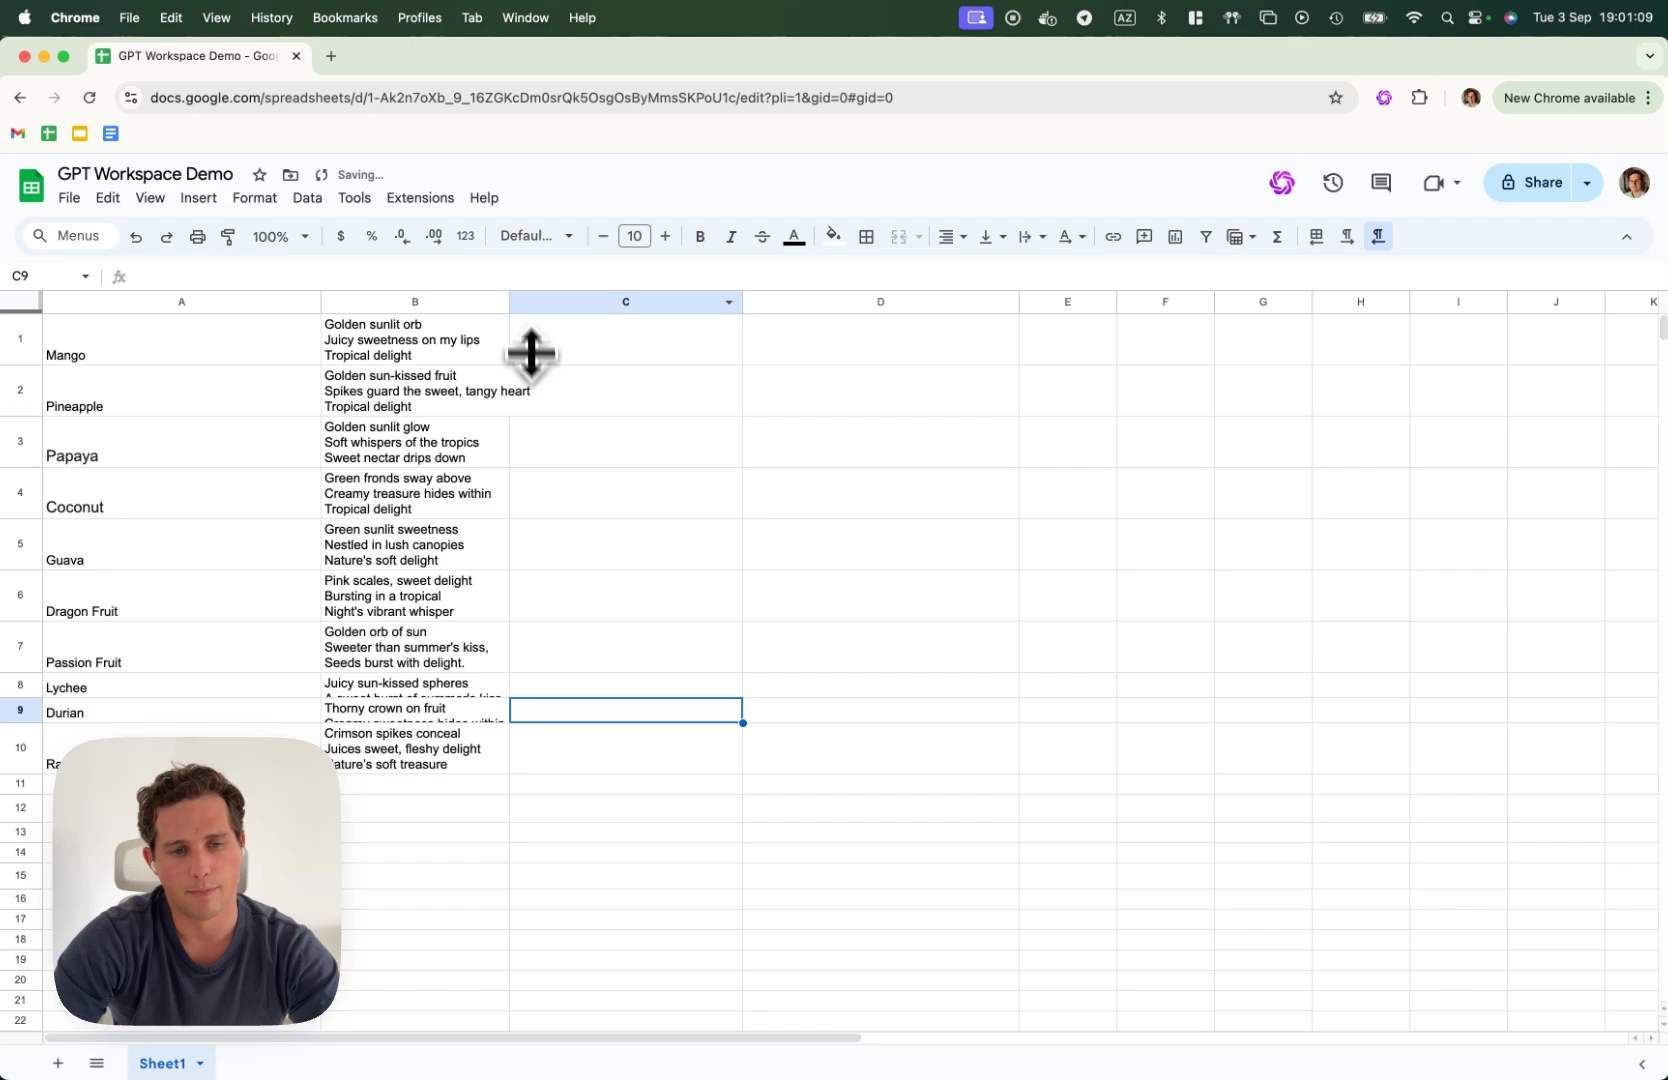 Chrome File Edit View History Bookmarks Profiles Tab Window Help AZ Tue 3 Sep 19:01:09
GPT Workspace Demo - Goo
docs.google.com/spreadsheets/d/1-Ak2n7oXb_9_16ZGKcDm0srQk5OsgOsByMmsSKPoU1c/edit?pli=1&gid=0#gid=0 New Chrome available
GPT Workspace Demo Saving...
Share
File Edit View Insert Format Data Tools Extensions Help
Menus 100% $ % .0 .00 123 Defaul... 10 B I A Σ
C9 fx
A B C D E F G H I J K
1 Mango
Golden sunlit orb
Juicy sweetness on my lips
Tropical delight
2 Pineapple
Golden sun-kissed fruit
Spikes guard the sweet, tangy heart
Tropical delight
3 Papaya
Golden sunlit glow
Soft whispers of the tropics
Sweet nectar drips down
4 Coconut
Green fronds sway above
Creamy treasure hides within
Tropical delight
5 Guava
Green sunlit sweetness
Nestled in lush canopies
Nature's soft delight
6 Dragon Fruit
Pink scales, sweet delight
Bursting in a tropical
Night's vibrant whisper
7 Passion Fruit
Golden orb of sun
Sweeter than summer's kiss,
Seeds burst with delight.
8 Lychee
Juicy sun-kissed spheres
9 Durian
Thorny crown on fruit
10 Ra
Crimson spikes conceal
Juices sweet, fleshy delight
ature's soft treasure
11
12
13
14
15
16
17
18
19
20
21
22
Sheet1